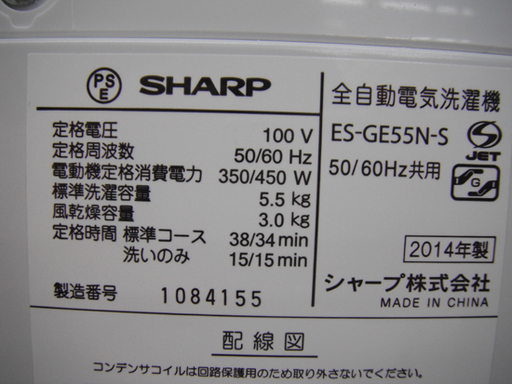 PS
E
SHARP
定格電圧 100 V
定格周波数 50/60 Hz
電動機定格消費電力 350/450 W
標準洗濯容量 5.5 kg
風乾燥容量 3.0 kg
定格時間 標準コース 38/34 min
洗いのみ 15/15 min
製造番号 1084155
全自動電気洗濯機
ES-GE55N-S
S
JET
50/60Hz共用
G
2014年製
シャープ株式会社
MADE IN CHINA
配線図
コンデンサコイルは回路保護用のため取り外さないでください。